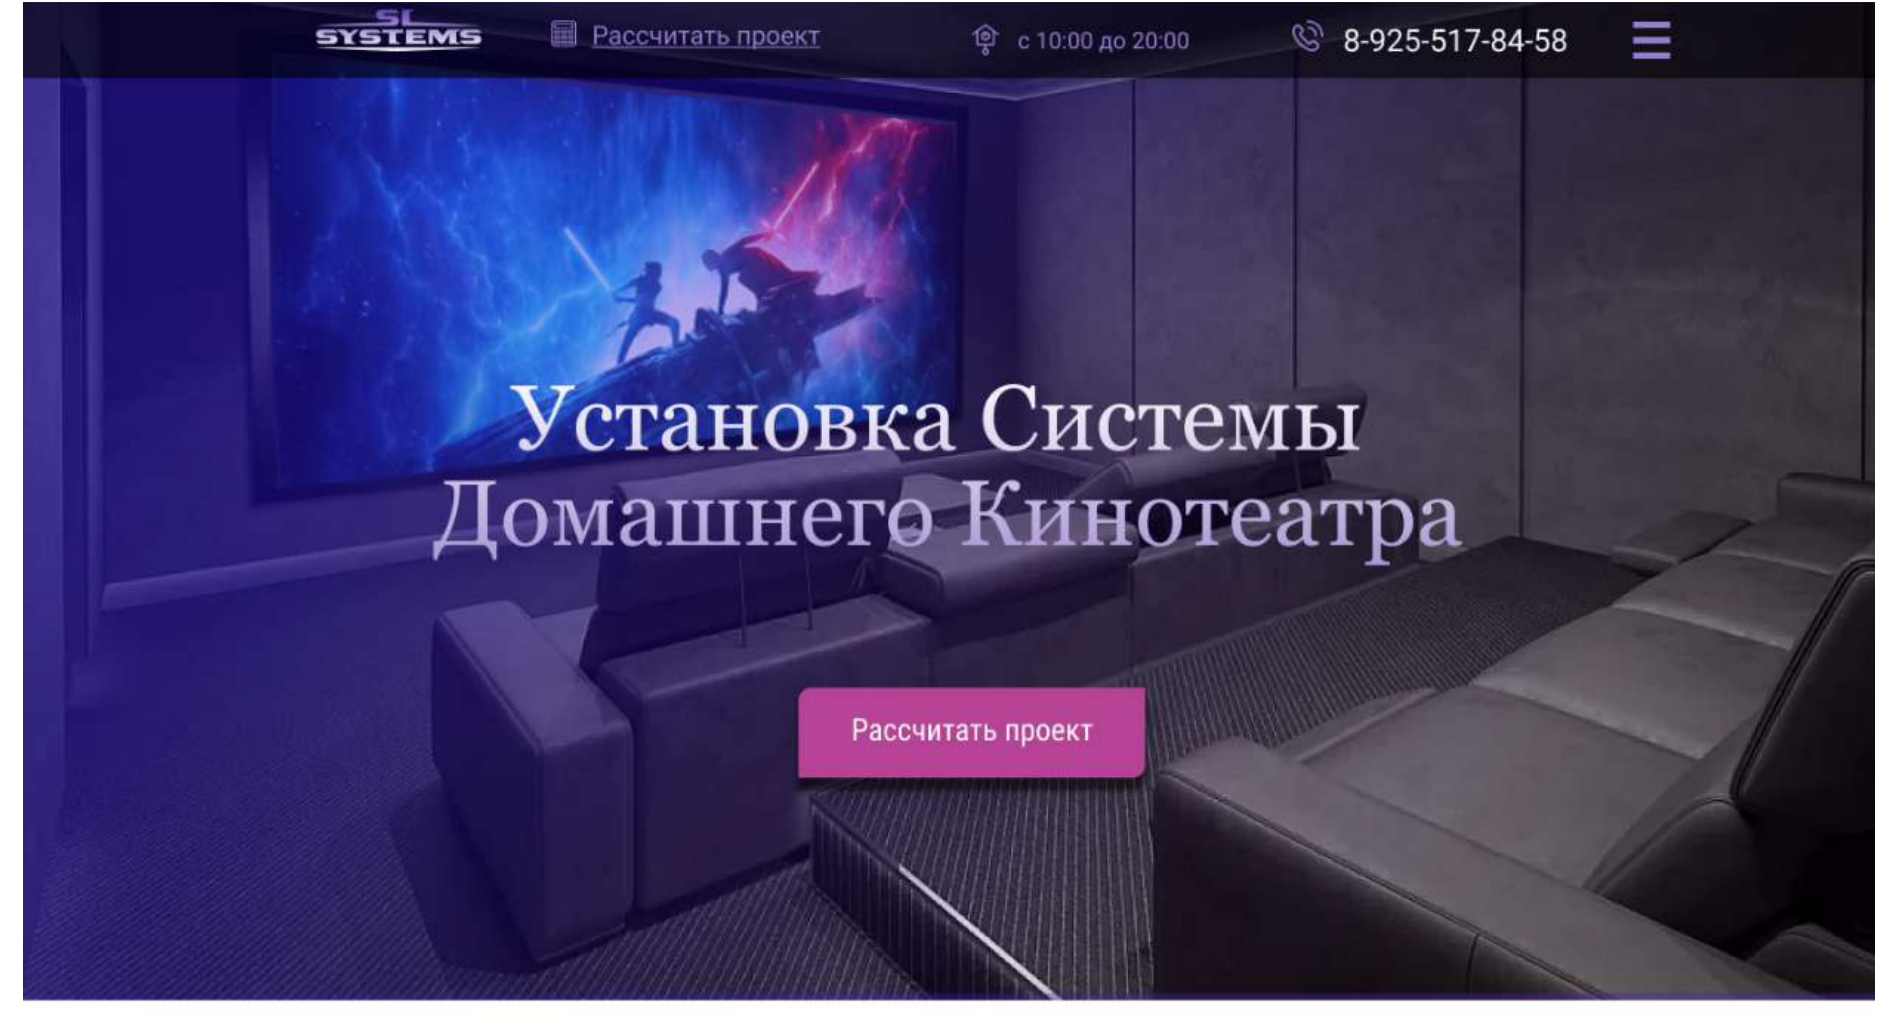 SL
SYSTEMS
Рассчитать проект
с 10:00 до 20:00
8-925-517-84-58
Установка Системы
Домашнего Кинотеатра
Рассчитать проект